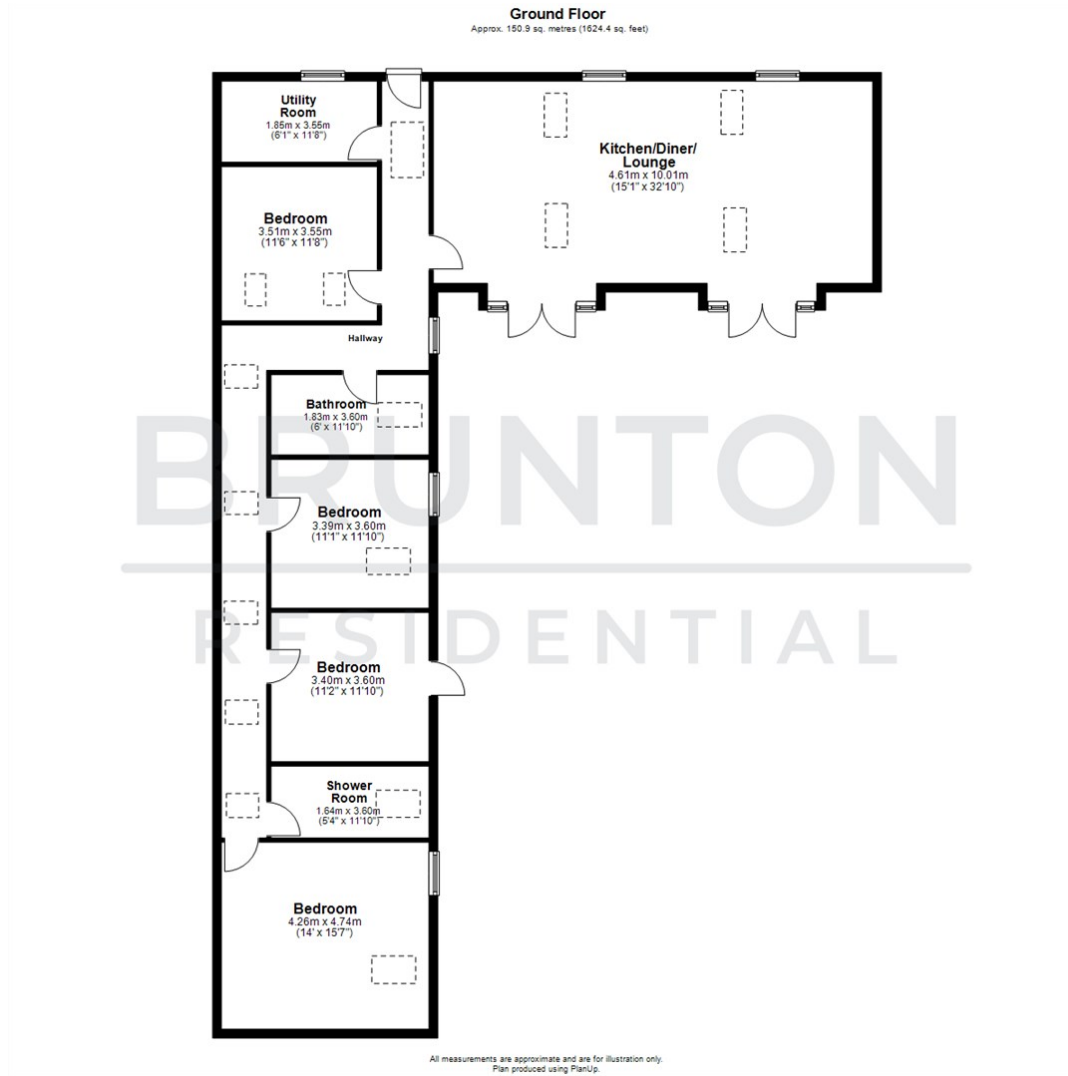 Ground Floor
Approx. 150.9 sq. metres (1624.4 sq. feet)
Utility
Room
1.85m x 3.55m
(6'1" x 11'8")
Kitchen/Diner/
Lounge
4.61m x 10.01m
(15'1" x 32'10")
Bedroom
3.51m x 3.55m
(11'6" x 11'8")
Hallway
Bathroom
1.83m x 3.60m
(6' x 11'10")
BRUNTON
Bedroom
3.39m x 3.60m
(11'1" x 11'10")
RESIDENTIAL
Bedroom
3.40m x 3.60m
(11'2" x 11'10")
Shower
Room
1.64m x 3.60m
(5'4" x 11'10")
Bedroom
4.26m x 4.74m
(14' x 15'7")
All measurements are approximate and are for illustration only.
Plan produced using PlanUp.